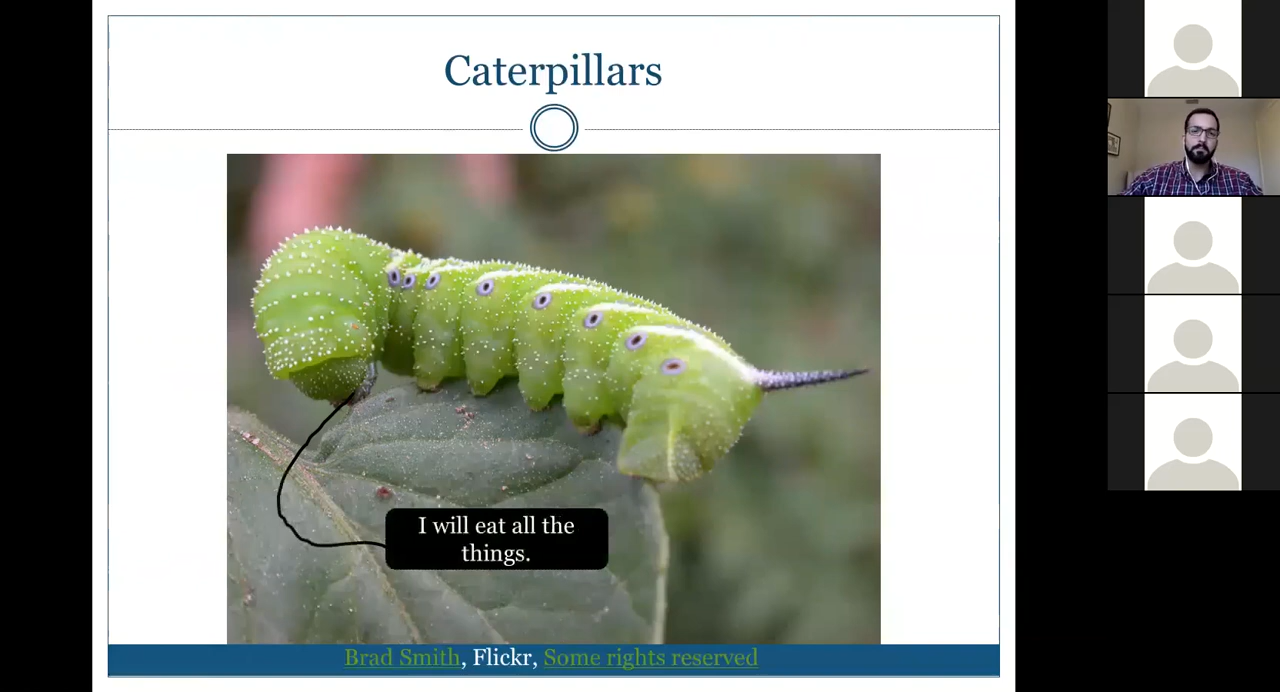 Caterpillars
I will eat all the
things.
Brad Smith, Flickr, Some rights reserved